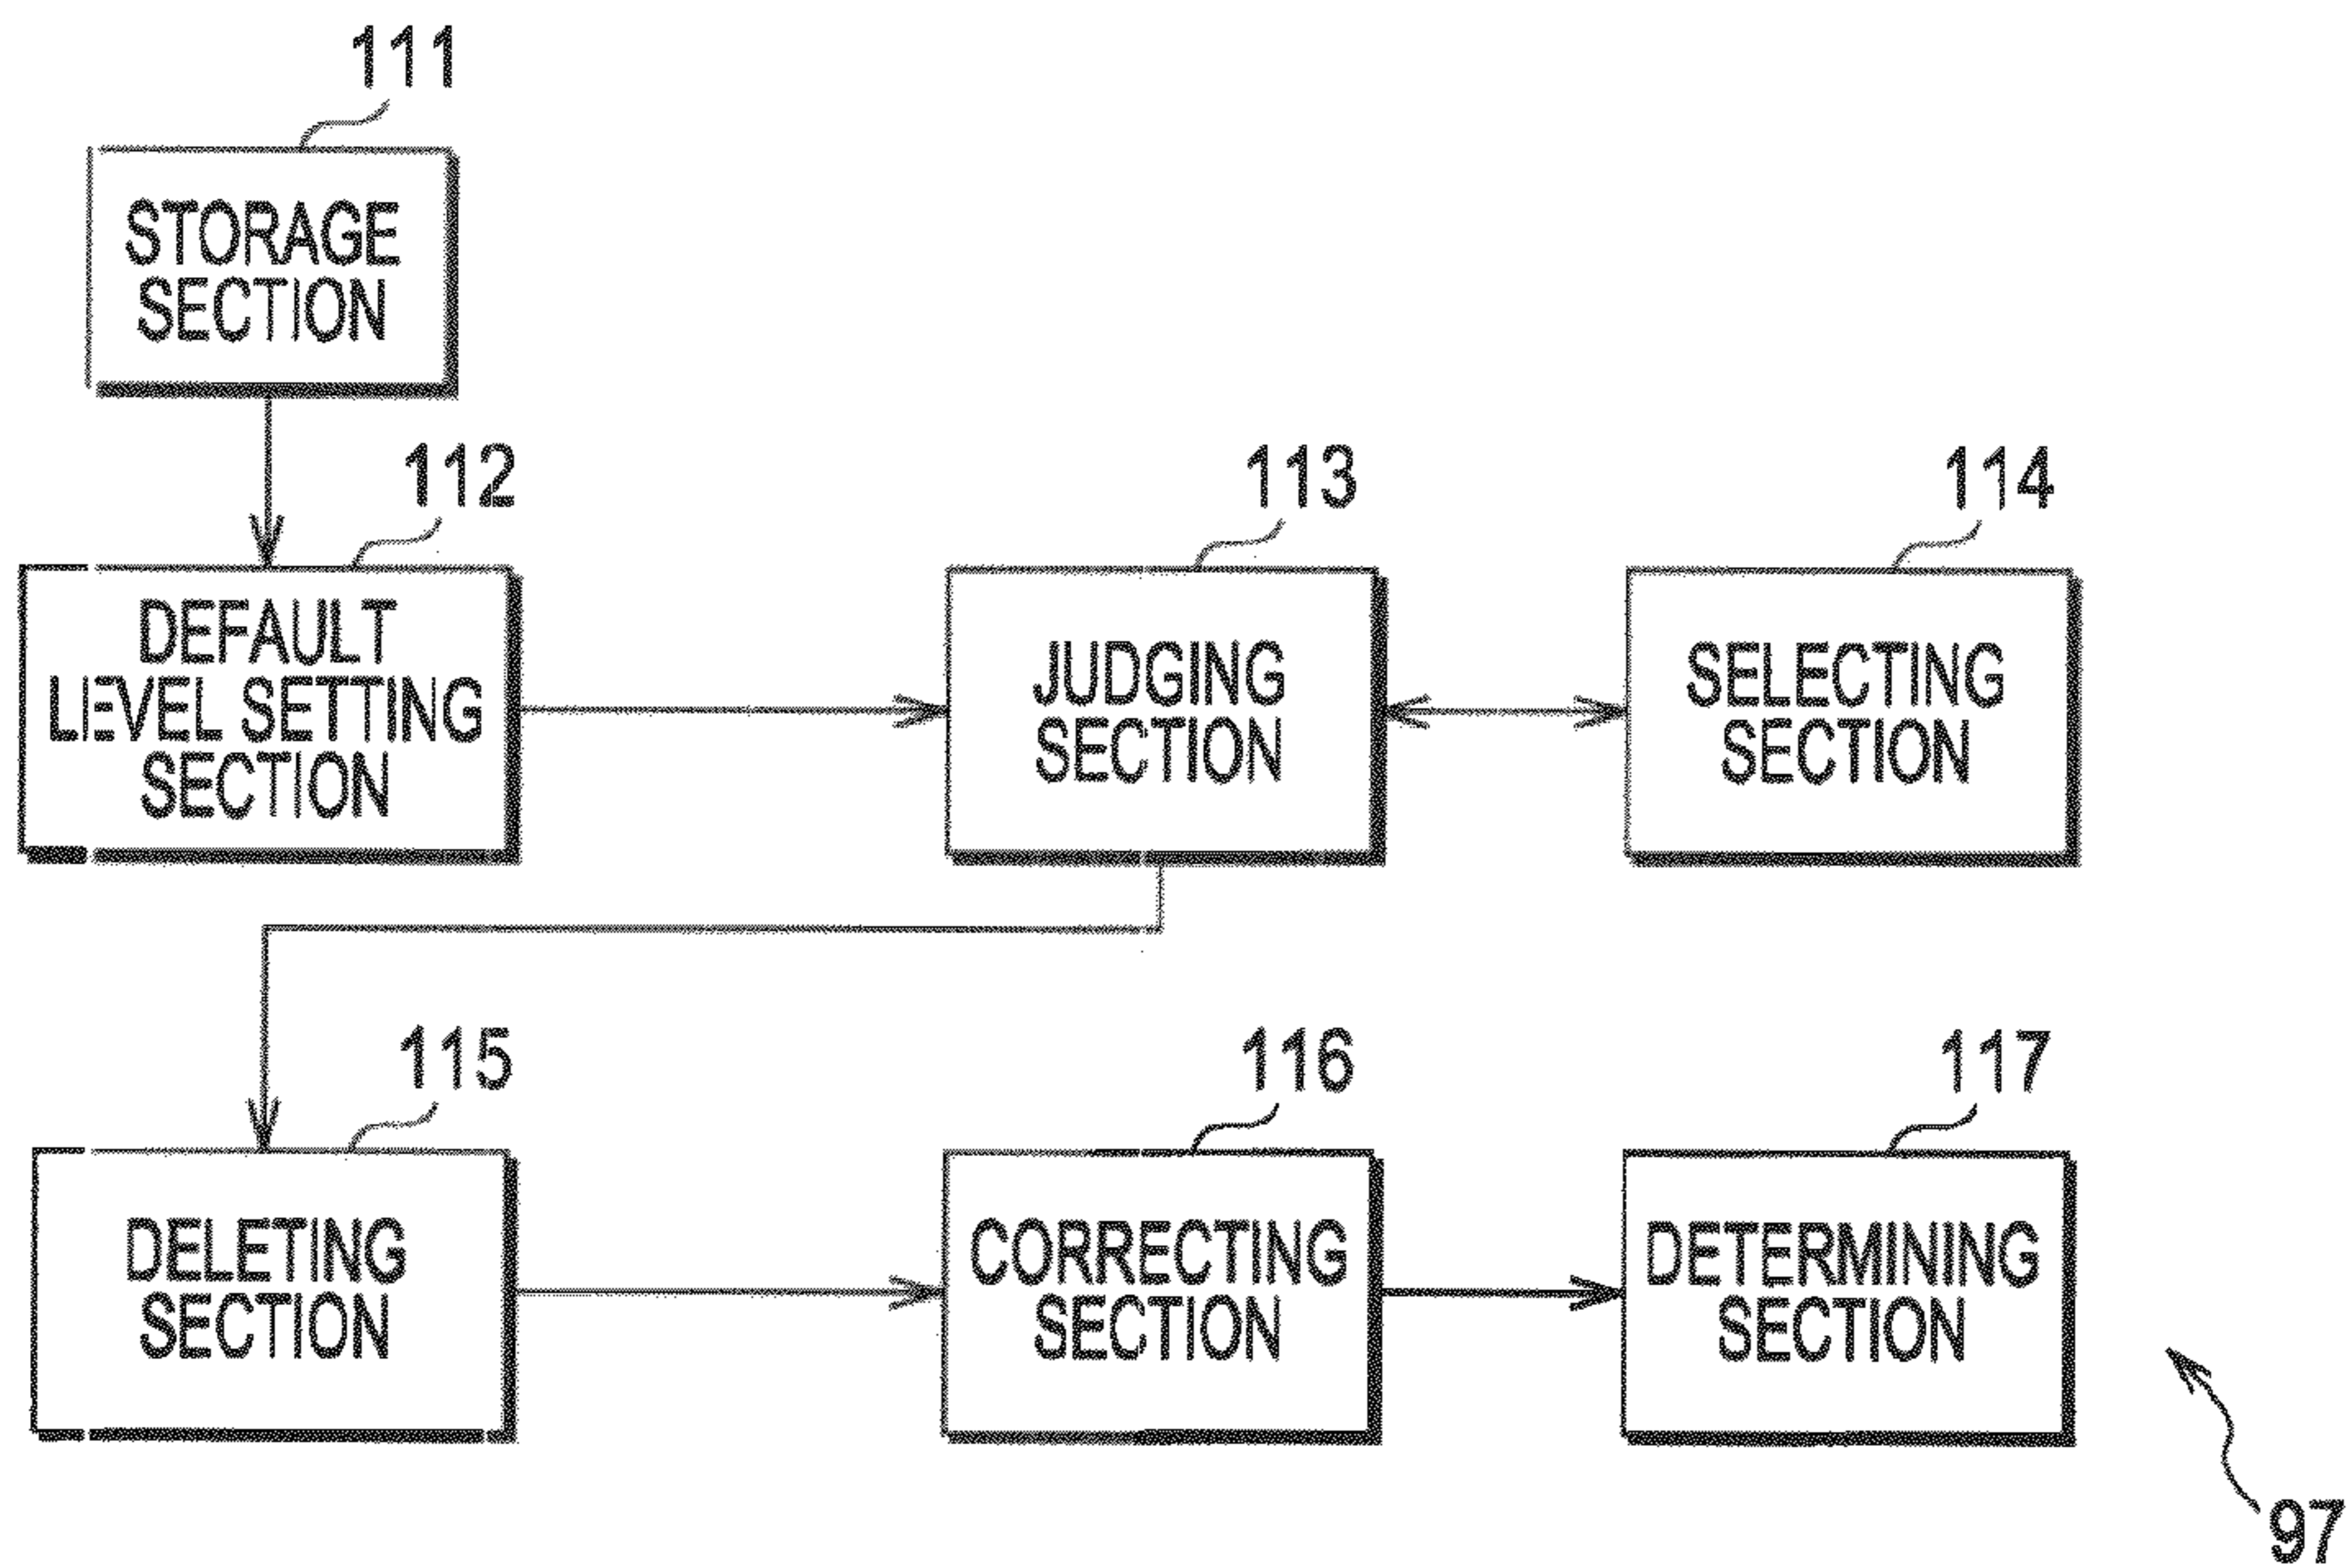 111
STORAGE
SECTION
112
113
114
DEFAULT
LEVEL SETTING
SECTION
JUDGING
SECTION
SELECTING
SECTION
115
116
117
DELETING
SECTION
CORRECTING
SECTION
DETERMINING
SECTION
97